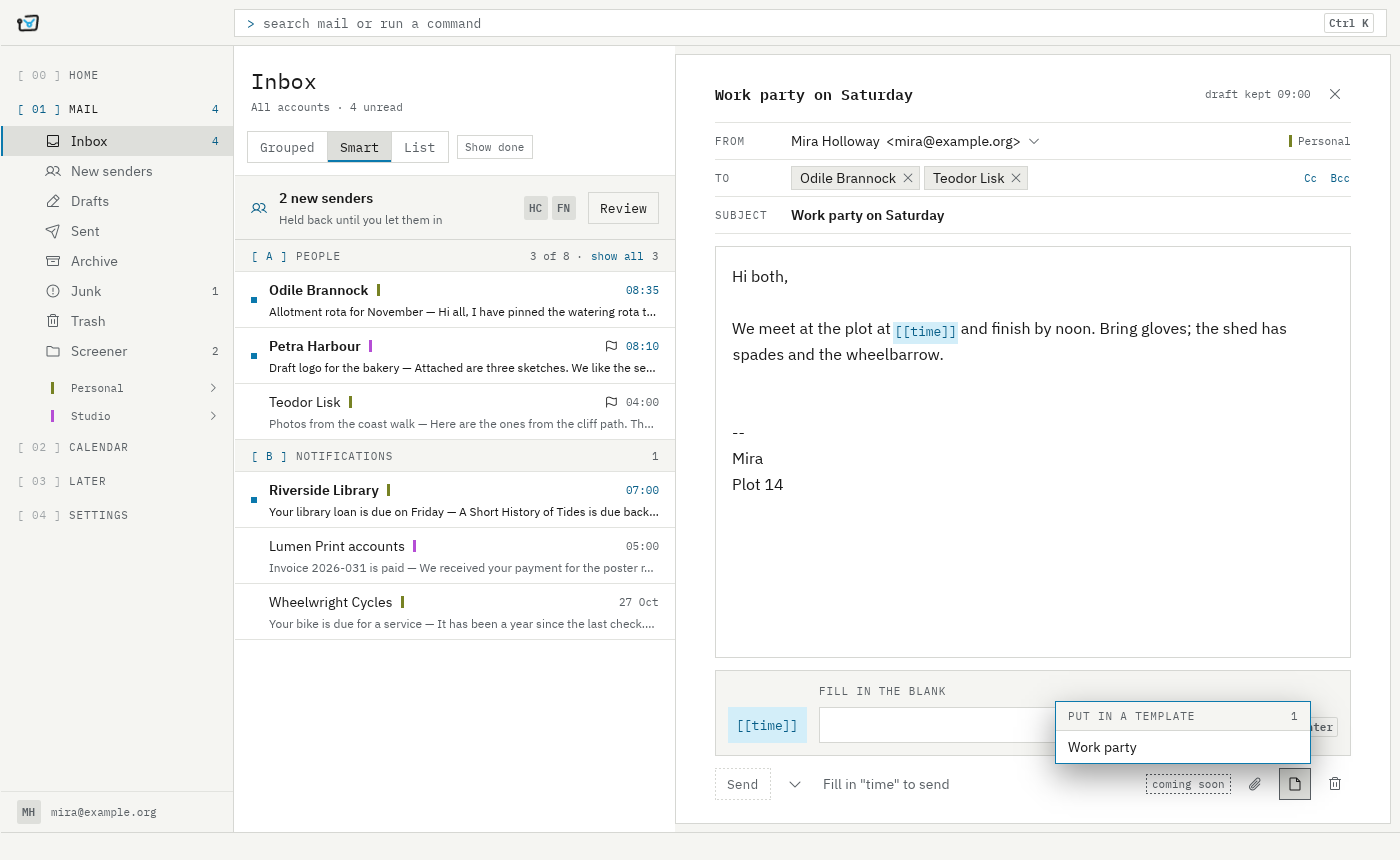 > search mail or run a command
Ctrl K
[ 00 ] HOME
[ 01 ] MAIL 4
Inbox 4
New senders
Drafts
Sent
Archive
Junk 1
Trash
Screener 2
Personal
Studio
[ 02 ] CALENDAR
[ 03 ] LATER
[ 04 ] SETTINGS
MH mira@example.org
Inbox
All accounts · 4 unread
Grouped Smart List Show done
2 new senders
Held back until you let them in
HC FN Review
[ A ] PEOPLE 3 of 8 · show all 3
Odile Brannock 08:35
Allotment rota for November — Hi all, I have pinned the watering rota t…
Petra Harbour 08:10
Draft logo for the bakery — Attached are three sketches. We like the se…
Teodor Lisk 04:00
Photos from the coast walk — Here are the ones from the cliff path. Th…
[ B ] NOTIFICATIONS 1
Riverside Library 07:00
Your library loan is due on Friday — A Short History of Tides is due back…
Lumen Print accounts 05:00
Invoice 2026-031 is paid — We received your payment for the poster r…
Wheelwright Cycles 27 Oct
Your bike is due for a service — It has been a year since the last check.…
Work party on Saturday draft kept 09:00
FROM Mira Holloway <mira@example.org> Personal
TO Odile Brannock Teodor Lisk Cc Bcc
SUBJECT Work party on Saturday
Hi both,
We meet at the plot at [[time]] and finish by noon. Bring gloves; the shed has
spades and the wheelbarrow.
--
Mira
Plot 14
FILL IN THE BLANK
[[time]]
PUT IN A TEMPLATE 1
Work party
Send Fill in "time" to send coming soon